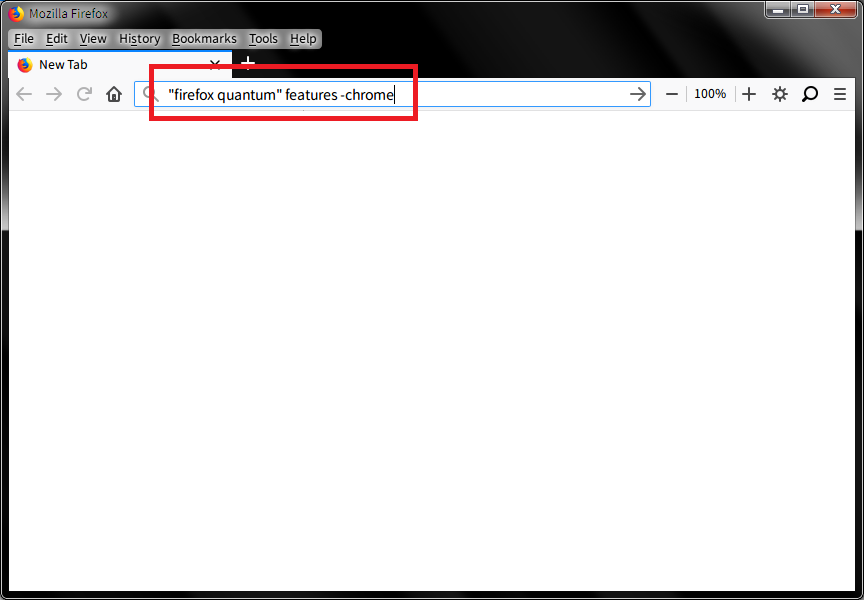 Mozilla Firefox
File Edit View History Bookmarks Tools Help
New Tab
"firefox quantum" features -chrome 100%